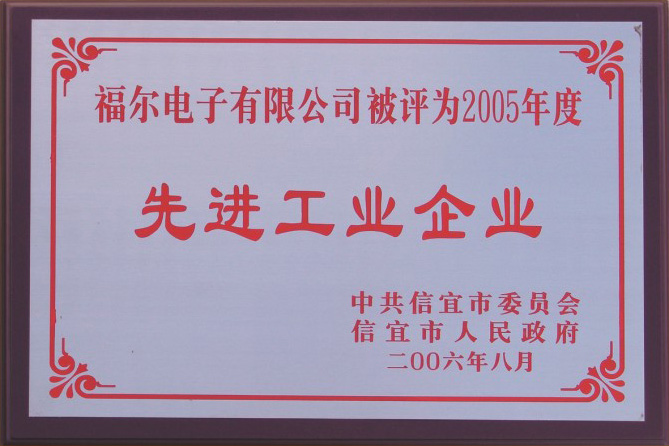 福尔电子有限公司被评为2005年度
先进工业企业
中共信宜市委员会
信宜市人民政府
二OO六年八月